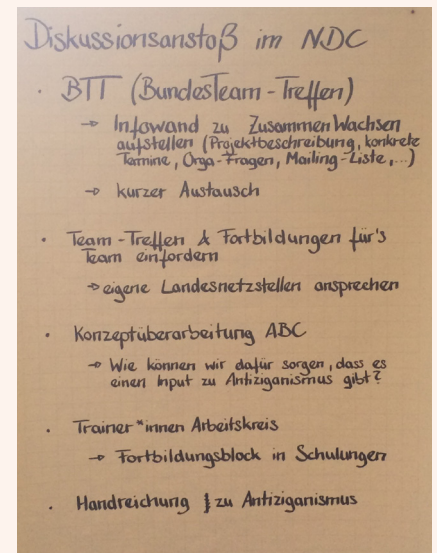 Diskussionsanstoß im NDC
· BTT (BundesTeam-Treffen)
→ Infowand zu ZusammenWachsen
aufstellen (Projektbeschreibung, konkrete
Termine, Orga-Fragen, Mailing-Liste,...)
→ kurzer Austausch
· Team-Treffen & Fortbildungen für's
Team einfordern
→ eigene Landesnetzstellen ansprechen
· Konzeptüberarbeitung ABC
→ Wie können wir dafür sorgen, dass es
einen Input zu Antiziganismus gibt?
· Trainer*innen Arbeitskreis
→ Fortbildungsblock in Schulungen
· Handreichung zu Antiziganismus